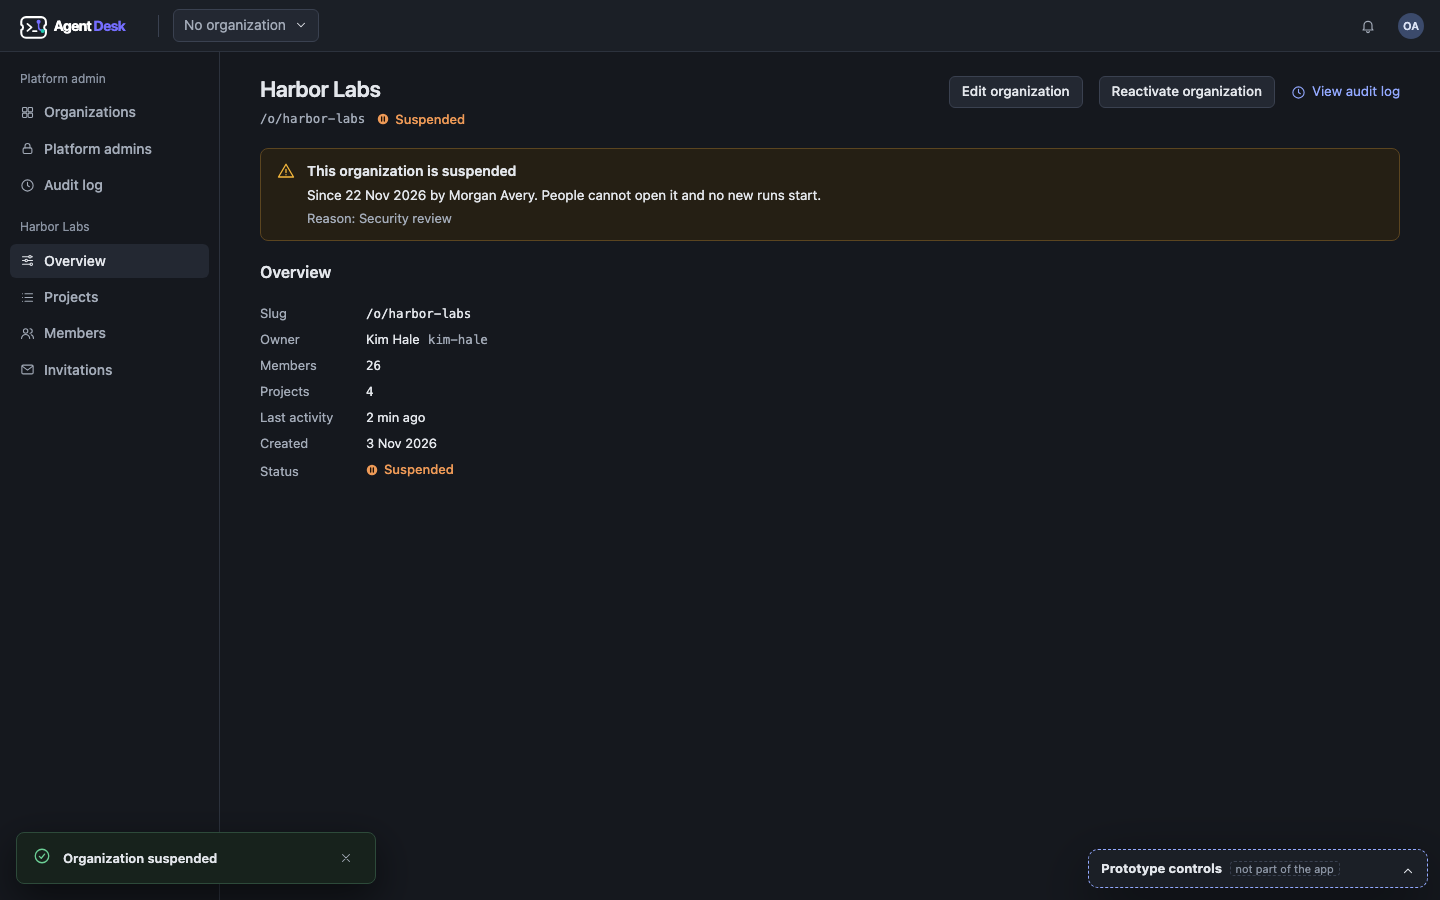 AgentDesk
No organization
OA
Platform admin
Organizations
Platform admins
Audit log
Harbor Labs
Overview
Projects
Members
Invitations
Harbor Labs
/o/harbor-labs Suspended
Edit organization
Reactivate organization
View audit log
This organization is suspended
Since 22 Nov 2026 by Morgan Avery. People cannot open it and no new runs start.
Reason: Security review
Overview
Slug /o/harbor-labs
Owner Kim Hale kim-hale
Members 26
Projects 4
Last activity 2 min ago
Created 3 Nov 2026
Status Suspended
Organization suspended
Prototype controls not part of the app